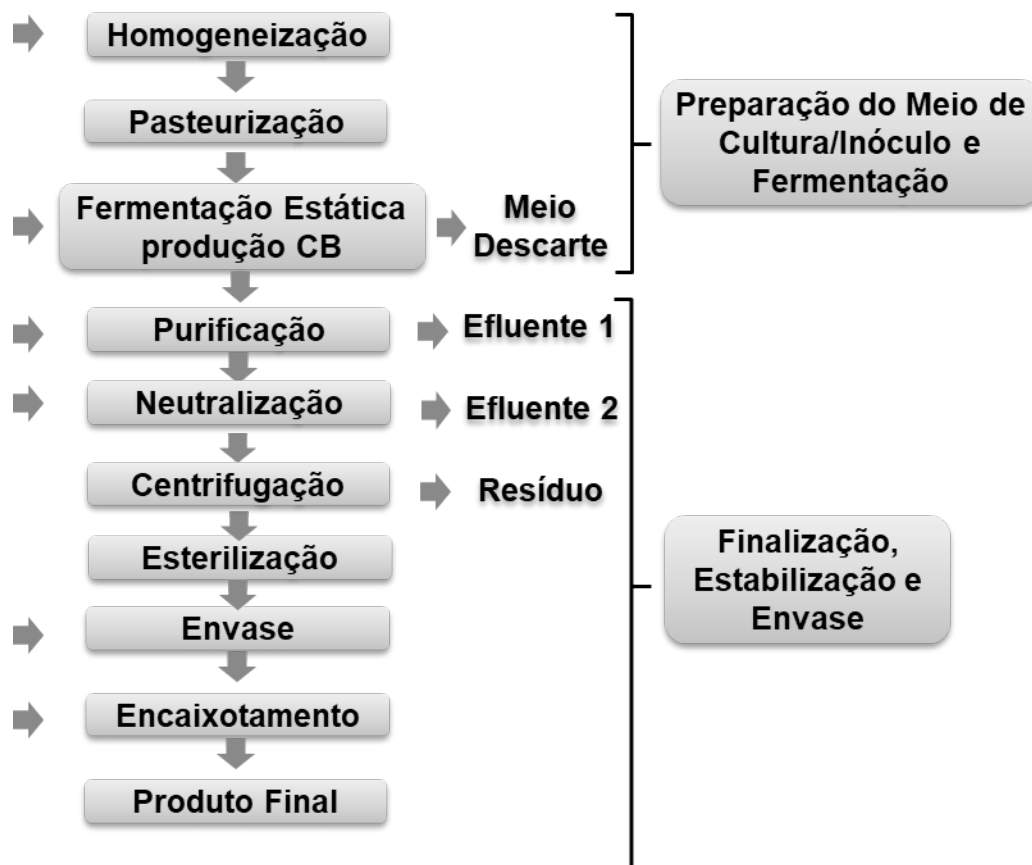 Homogeneização
Pasteurização
Fermentação Estática
produção CB
Meio
Descarte
Preparação do Meio de
Cultura/Inóculo e
Fermentação
Purificação
Efluente 1
Neutralização
Efluente 2
Centrifugação
Resíduo
Esterilização
Envase
Encaixotamento
Produto Final
Finalização,
Estabilização e
Envase